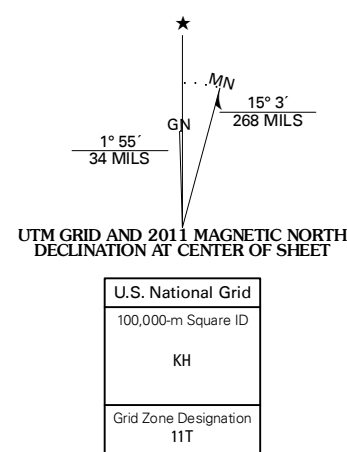 ★
MN
15° 3´
268 MILS
GN
1° 55´
34 MILS
UTM GRID AND 2011 MAGNETIC NORTH
DECLINATION AT CENTER OF SHEET
U.S. National Grid
100,000-m Square ID
KH
Grid Zone Designation
11T